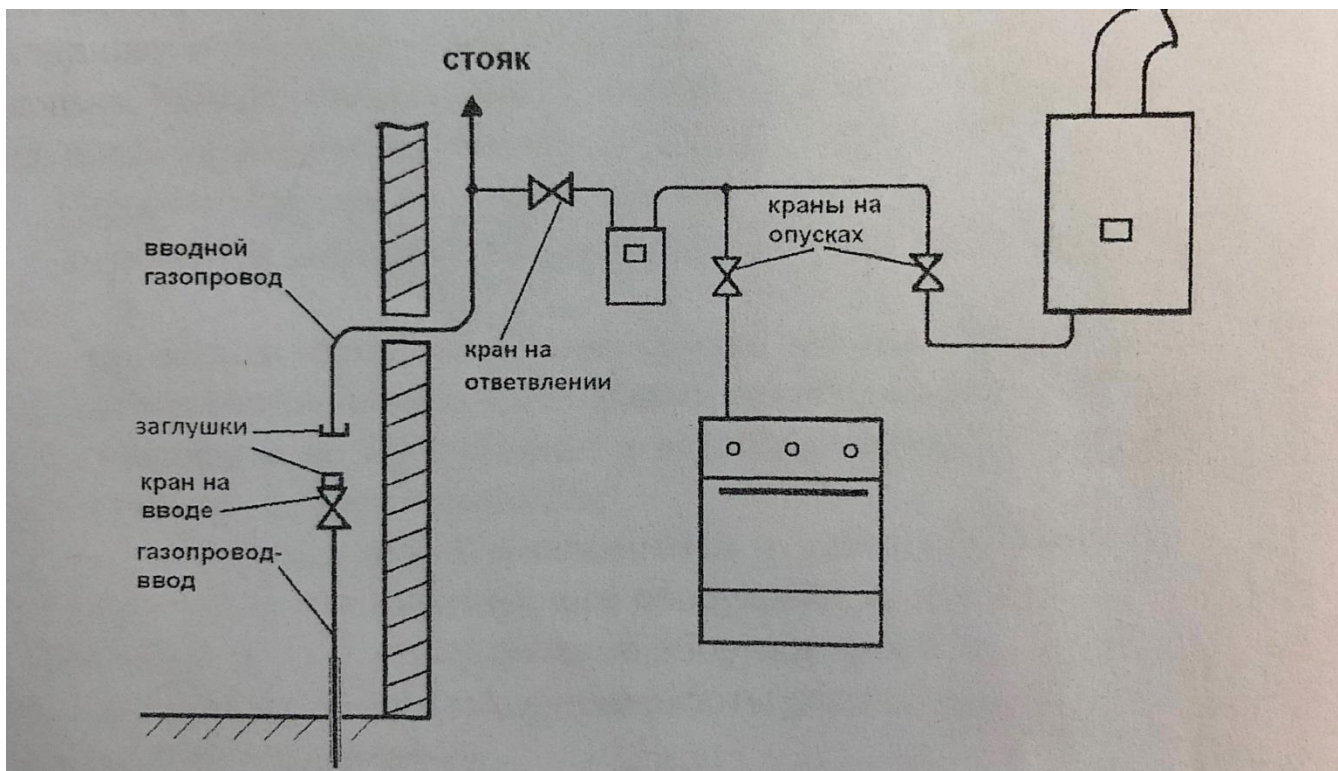 СТОЯК
вводной
газопровод
краны на
опусках
кран на
ответвлении
заглушки
кран на
вводе
газопровод-
ввод